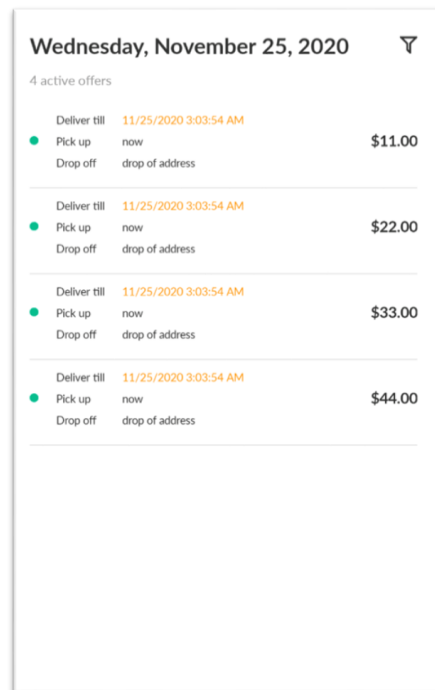 Wednesday, November 25, 2020
4 active offers
Deliver till 11/25/2020 3:03:54 AM
Pick up now $11.00
Drop off drop of address
Deliver till 11/25/2020 3:03:54 AM
Pick up now $22.00
Drop off drop of address
Deliver till 11/25/2020 3:03:54 AM
Pick up now $33.00
Drop off drop of address
Deliver till 11/25/2020 3:03:54 AM
Pick up now $44.00
Drop off drop of address